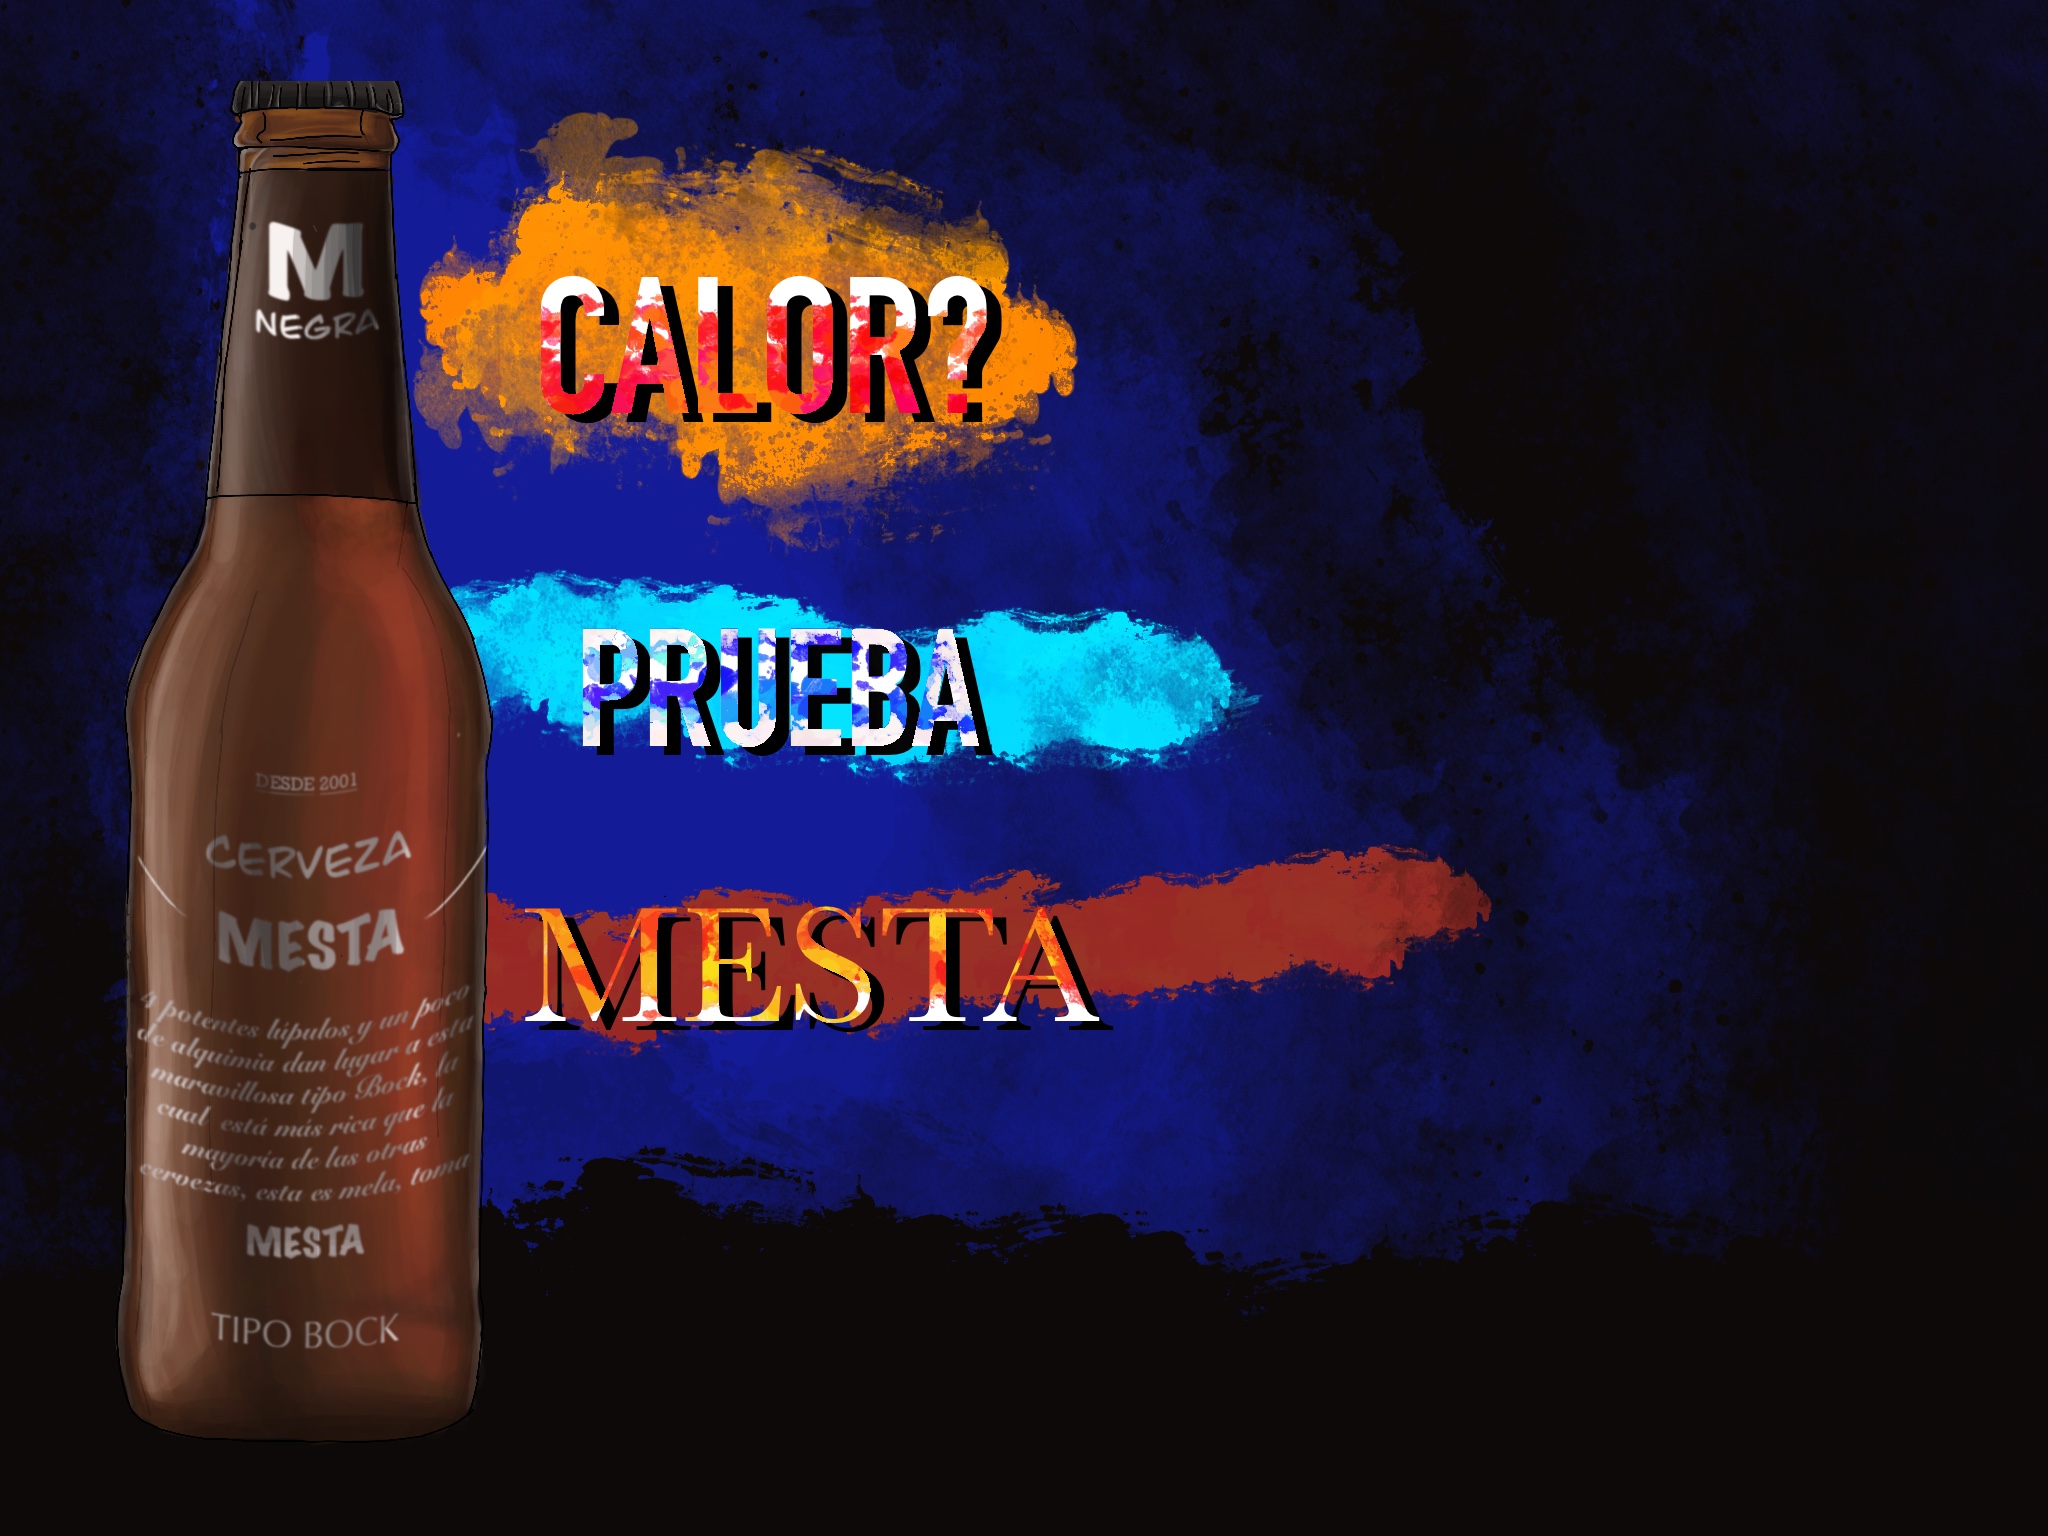 M
NEGRA
DESDE 2001
CERVEZA
MESTA
4 potentes lúpulos y un poco
de alquimia dan lugar a esta
maravillosa tipo Bock, la
cual está más rica que la
mayoría de las otras
cervezas, esta es mela, toma
MESTA
TIPO BOCK
CALOR?
PRUEBA
MESTA